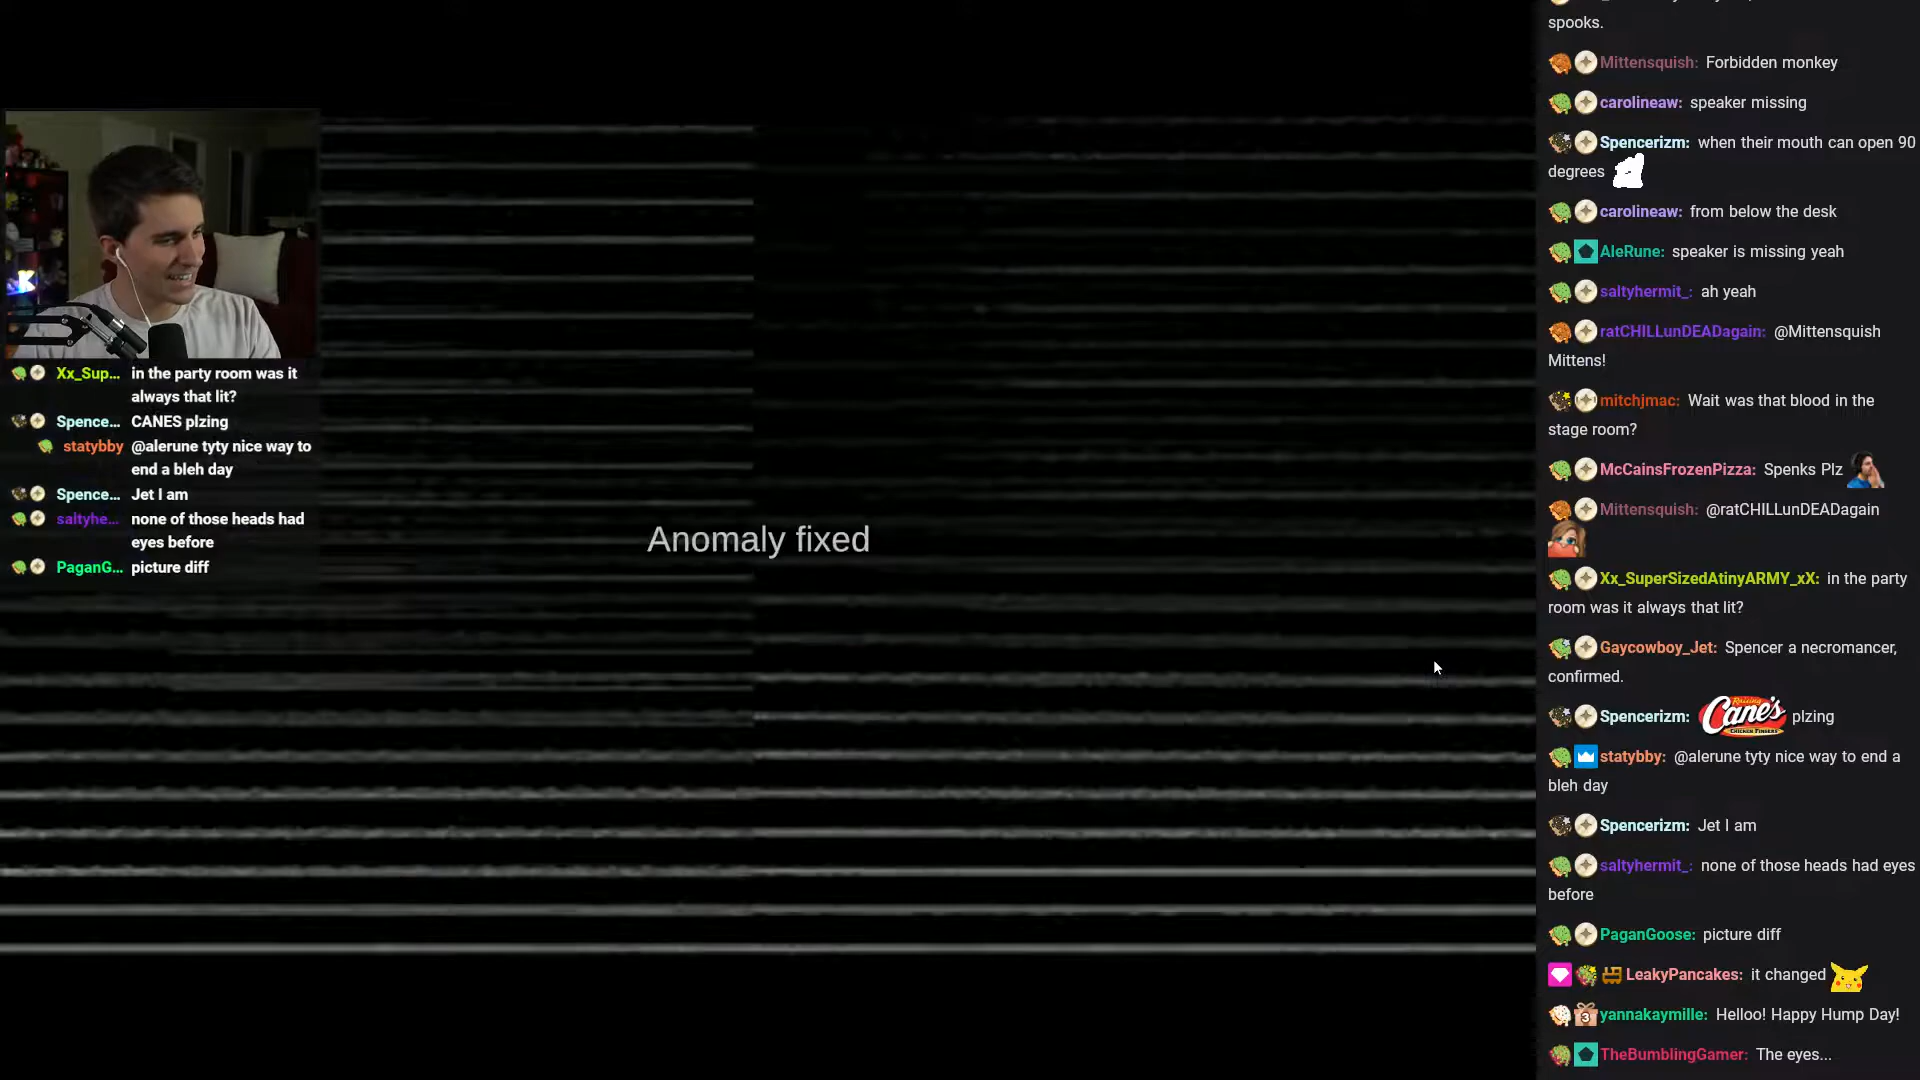 Xx_Sup... in the party room was it
always that lit?
Spence... CANES plzing
statybby @alerune tyty nice way to
end a bleh day
Spence... Jet I am
saltyhe... none of those heads had
eyes before
PaganG... picture diff
Anomaly fixed
spooks.
Mittensquish: Forbidden monkey
carolineaw: speaker missing
Spencerizm: when their mouth can open 90
degrees
carolineaw: from below the desk
AleRune: speaker is missing yeah
saltyhermit_: ah yeah
ratCHILLunDEADagain: @Mittensquish
Mittens!
mitchjmac: Wait was that blood in the
stage room?
McCainsFrozenPizza: Spenks Plz
Mittensquish: @ratCHILLunDEADagain
Xx_SuperSizedAtinyARMY_xX: in the party
room was it always that lit?
Gaycowboy_Jet: Spencer a necromancer,
confirmed.
Spencerizm: Raising Cane's CHICKEN FINGERS plzing
statybby: @alerune tyty nice way to end a
bleh day
Spencerizm: Jet I am
saltyhermit_: none of those heads had eyes
before
PaganGoose: picture diff
LeakyPancakes: it changed
3 yannakaymille: Helloo! Happy Hump Day!
TheBumblingGamer: The eyes...